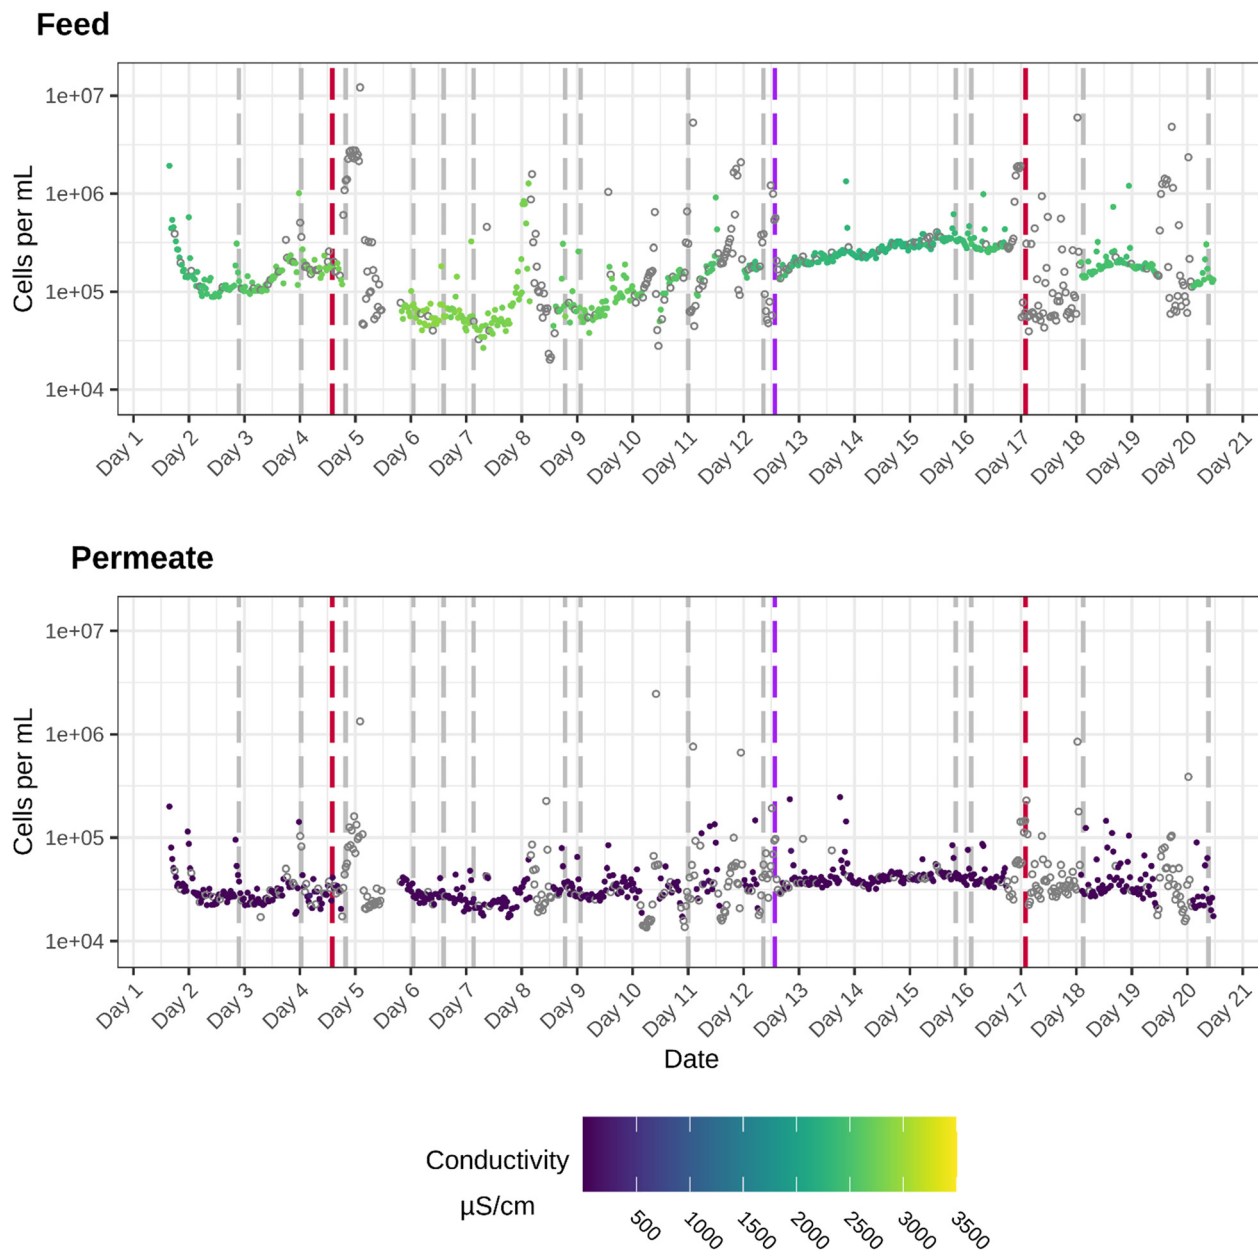 Feed
Cells per mL
1e+07
1e+06
1e+05
1e+04
Day 1 Day 2 Day 3 Day 4 Day 5 Day 6 Day 7 Day 8 Day 9 Day 10 Day 11 Day 12 Day 13 Day 14 Day 15 Day 16 Day 17 Day 18 Day 19 Day 20 Day 21
Permeate
Cells per mL
1e+07
1e+06
1e+05
1e+04
Day 1 Day 2 Day 3 Day 4 Day 5 Day 6 Day 7 Day 8 Day 9 Day 10 Day 11 Day 12 Day 13 Day 14 Day 15 Day 16 Day 17 Day 18 Day 19 Day 20 Day 21
Date
Conductivity
µS/cm
500 1000 1500 2000 2500 3000 3500